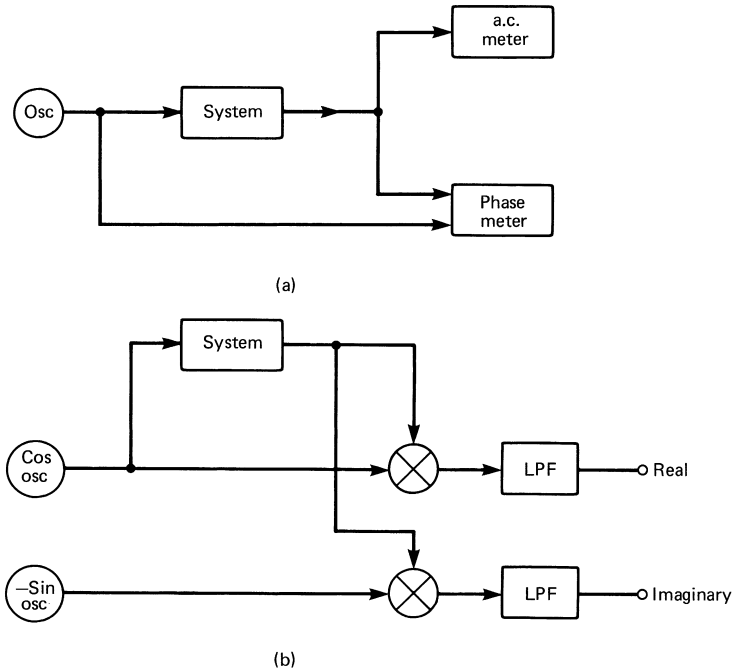 a.c.
meter
Osc
System
Phase
meter
(a)
System
Cos
osc
LPF
Real
−Sin
osc
LPF
Imaginary
(b)